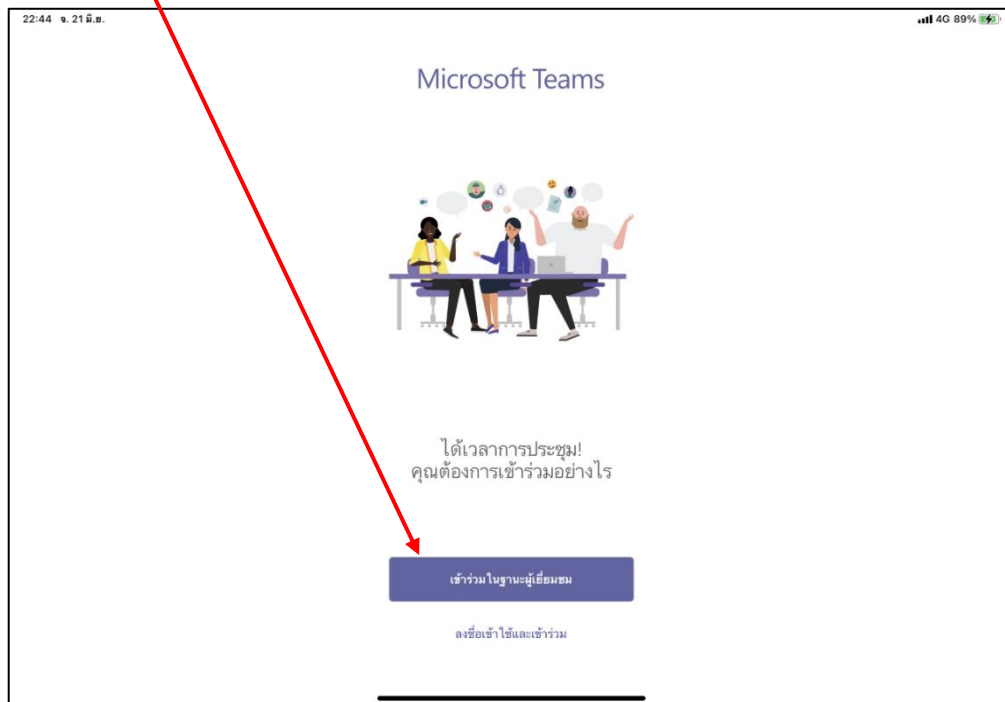 22:44 จ. 21 มิ.ย.
4G 89%
Microsoft Teams
ได้เวลาการประชุม!
คุณต้องการเข้าร่วมอย่างไร
เข้าร่วมในฐานะผู้เยี่ยมชม
ลงชื่อเข้าใช้และเข้าร่วม